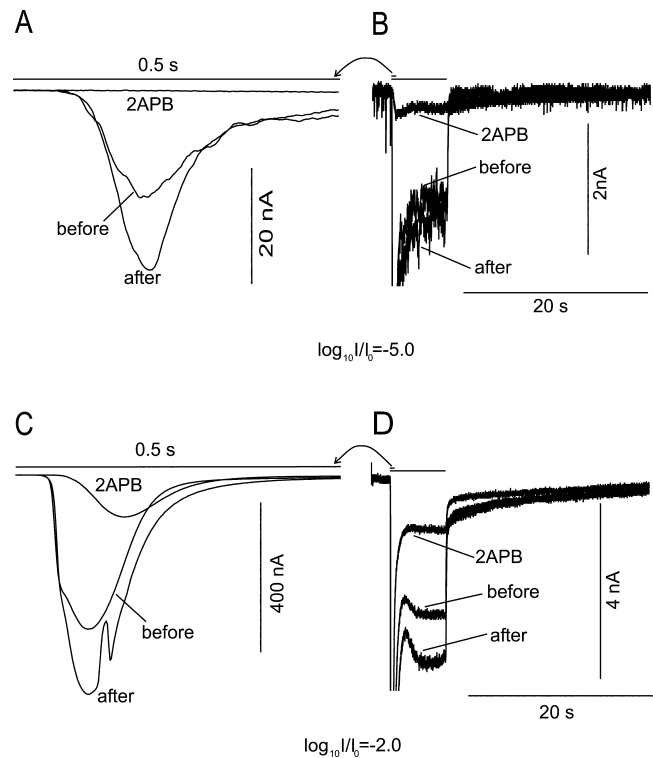 A
B
0.5 s
2APB
2APB
before
before
20 nA
2nA
after
after
20 s
log10I/I0=-5.0
C
D
0.5 s
2APB
2APB
400 nA
4 nA
before
before
after
after
20 s
log10I/I0=-2.0